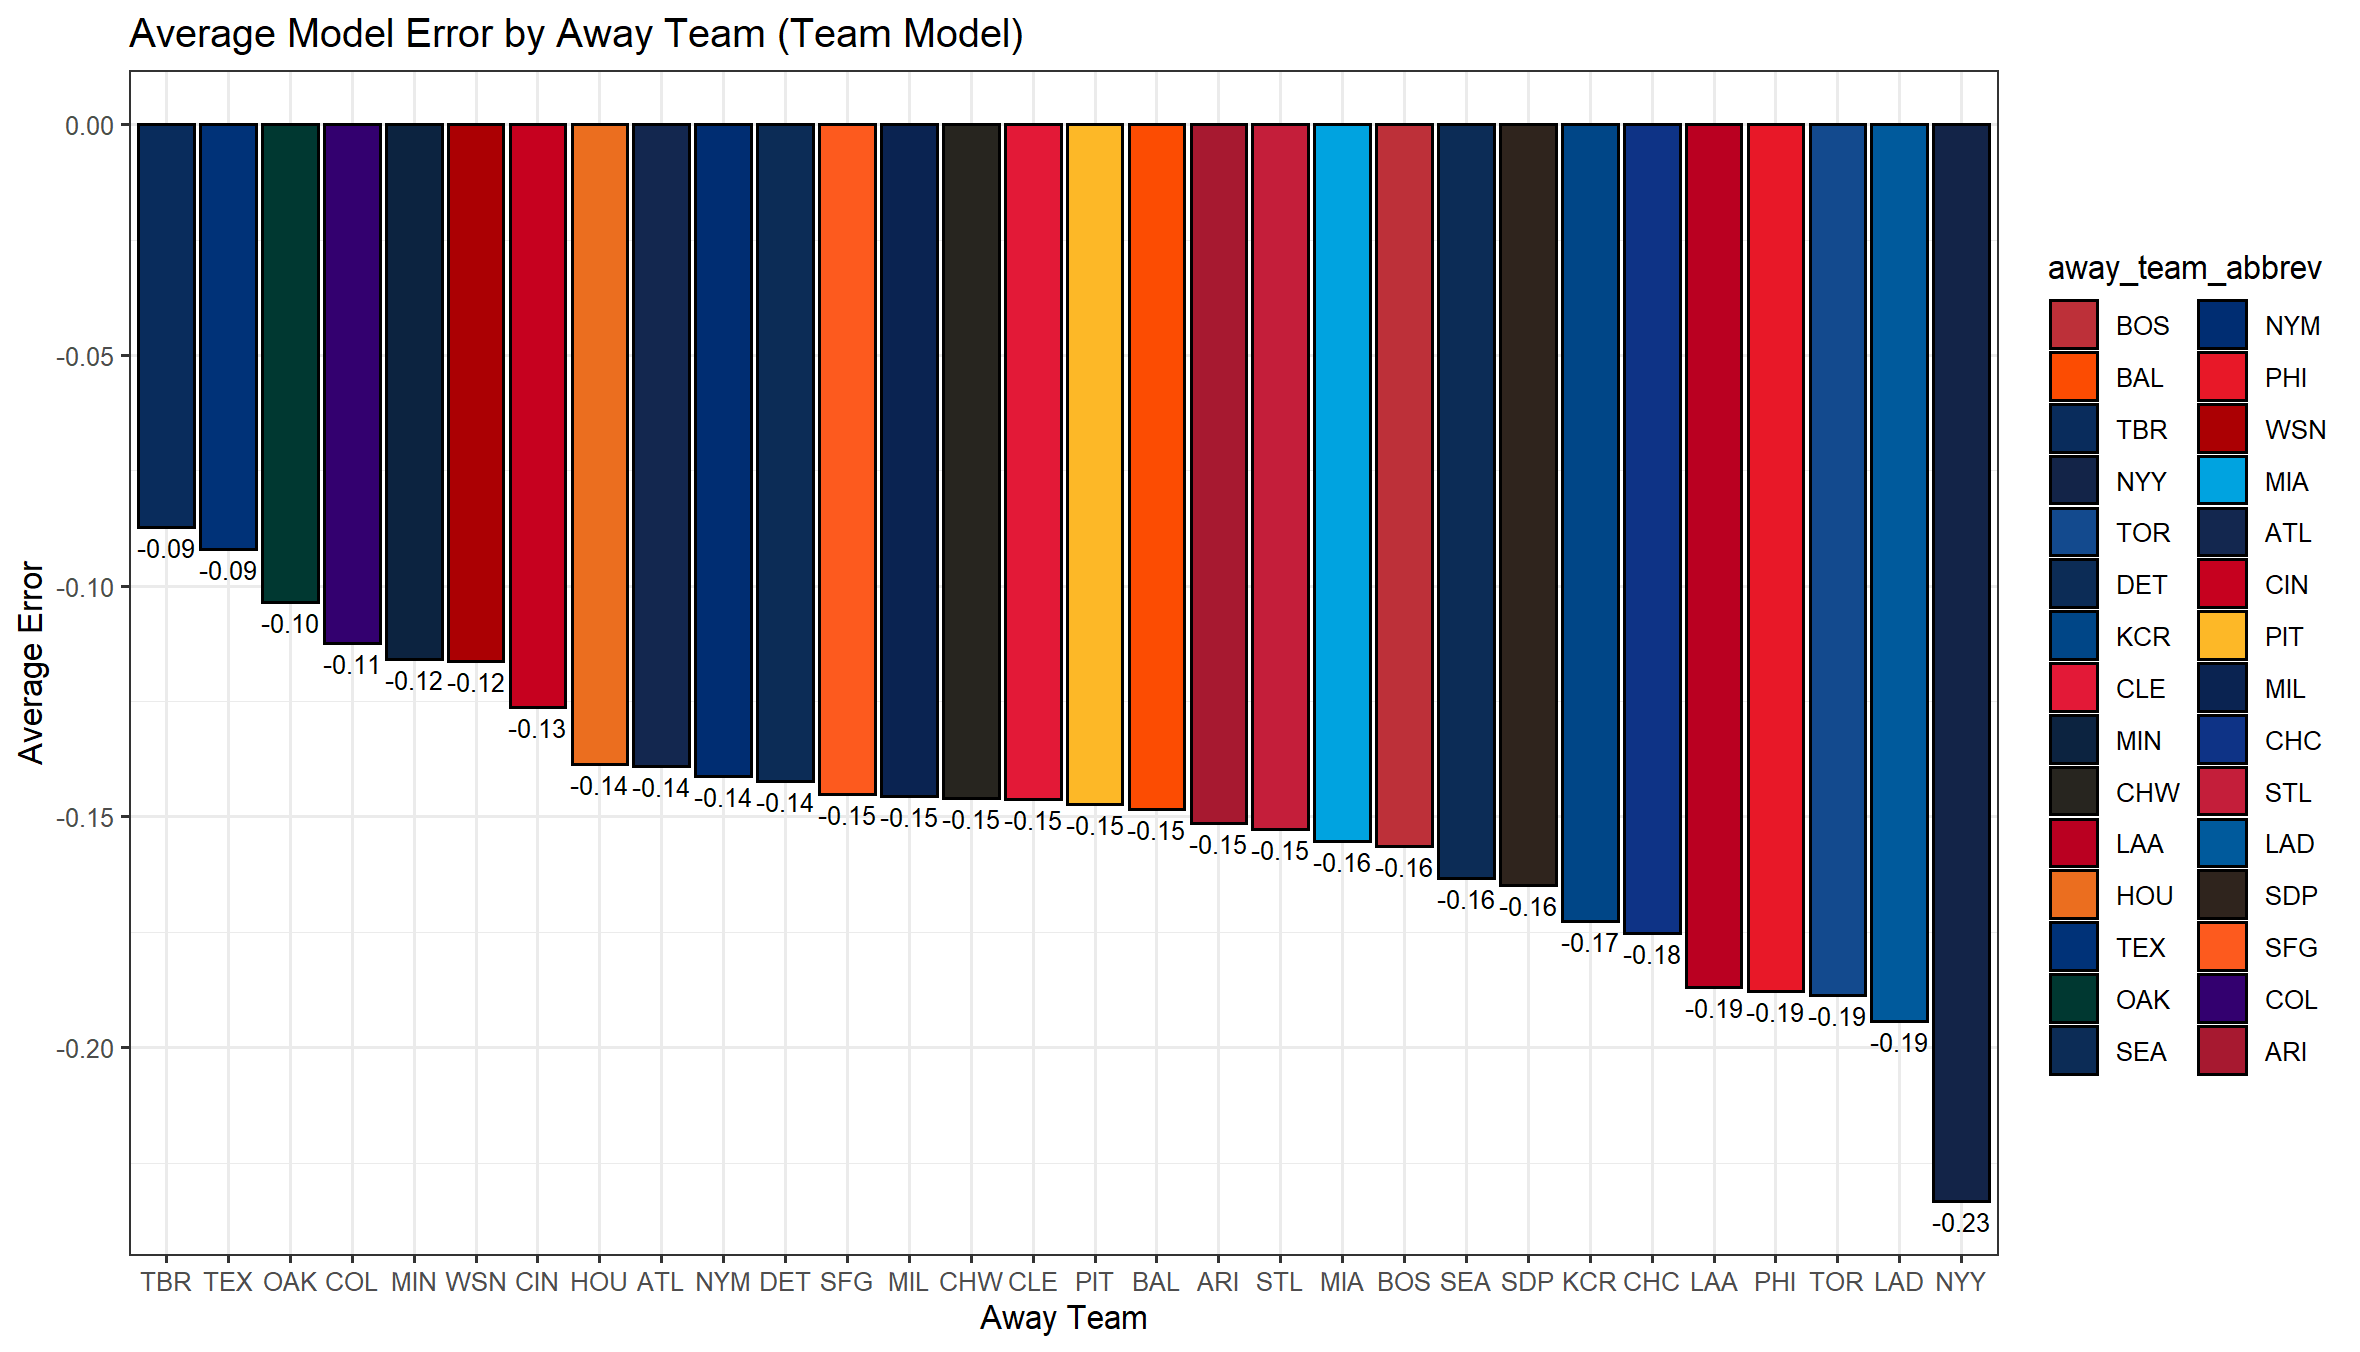 Average Model Error by Away Team (Team Model)
Average Error
0.00
-0.05
-0.10
-0.15
-0.20
-0.09
-0.09
-0.10
-0.11
-0.12
-0.12
-0.13
-0.14
-0.14
-0.14
-0.14
-0.15
-0.15
-0.15
-0.15
-0.15
-0.15
-0.15
-0.15
-0.16
-0.16
-0.16
-0.16
-0.17
-0.18
-0.19
-0.19
-0.19
-0.19
-0.23
TBR TEX OAK COL MIN WSN CIN HOU ATL NYM DET SFG MIL CHW CLE PIT BAL ARI STL MIA BOS SEA SDP KCR CHC LAA PHI TOR LAD NYY
Away Team
away_team_abbrev
BOS NYM
BAL PHI
TBR WSN
NYY MIA
TOR ATL
DET CIN
KCR PIT
CLE MIL
MIN CHC
CHW STL
LAA LAD
HOU SDP
TEX SFG
OAK COL
SEA ARI